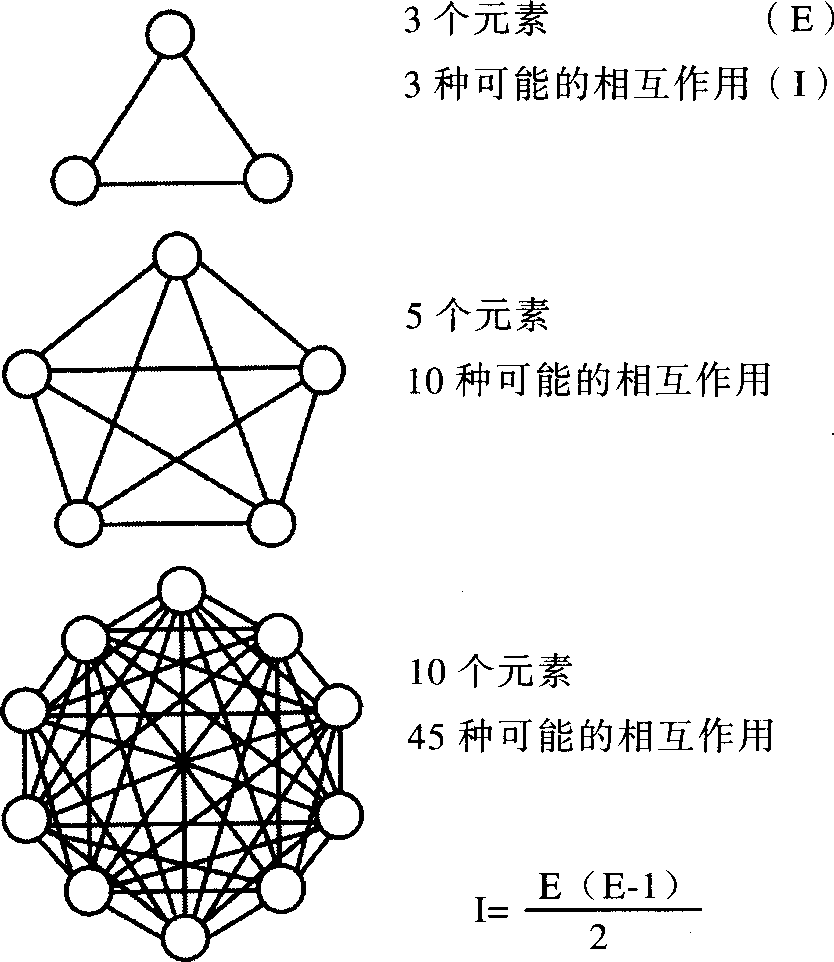 3 个元素 （E）
3 种可能的相互作用（I）
5 个元素
10 种可能的相互作用
10 个元素
45 种可能的相互作用
I= E（E-1）
2